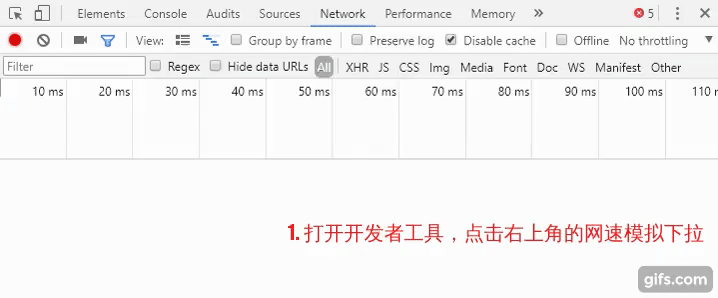 Elements Console Audits Sources Network Performance Memory » 5
View: Group by frame Preserve log Disable cache Offline No throttling
Filter Regex Hide data URLs All XHR JS CSS Img Media Font Doc WS Manifest Other
10 ms 20 ms 30 ms 40 ms 50 ms 60 ms 70 ms 80 ms 90 ms 100 ms 110 m
1. 打开开发者工具，点击右上角的网速模拟下拉
gifs.com